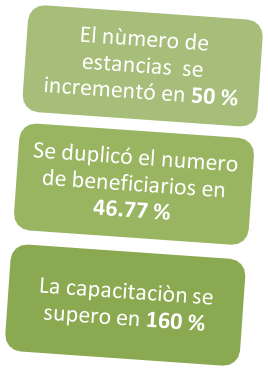 El nùmero de
estancias  se
incrementó en 50 %
Se duplicó el numero
de beneficiarios en
46.77 %
La capacitaciòn se
supero en 160 %